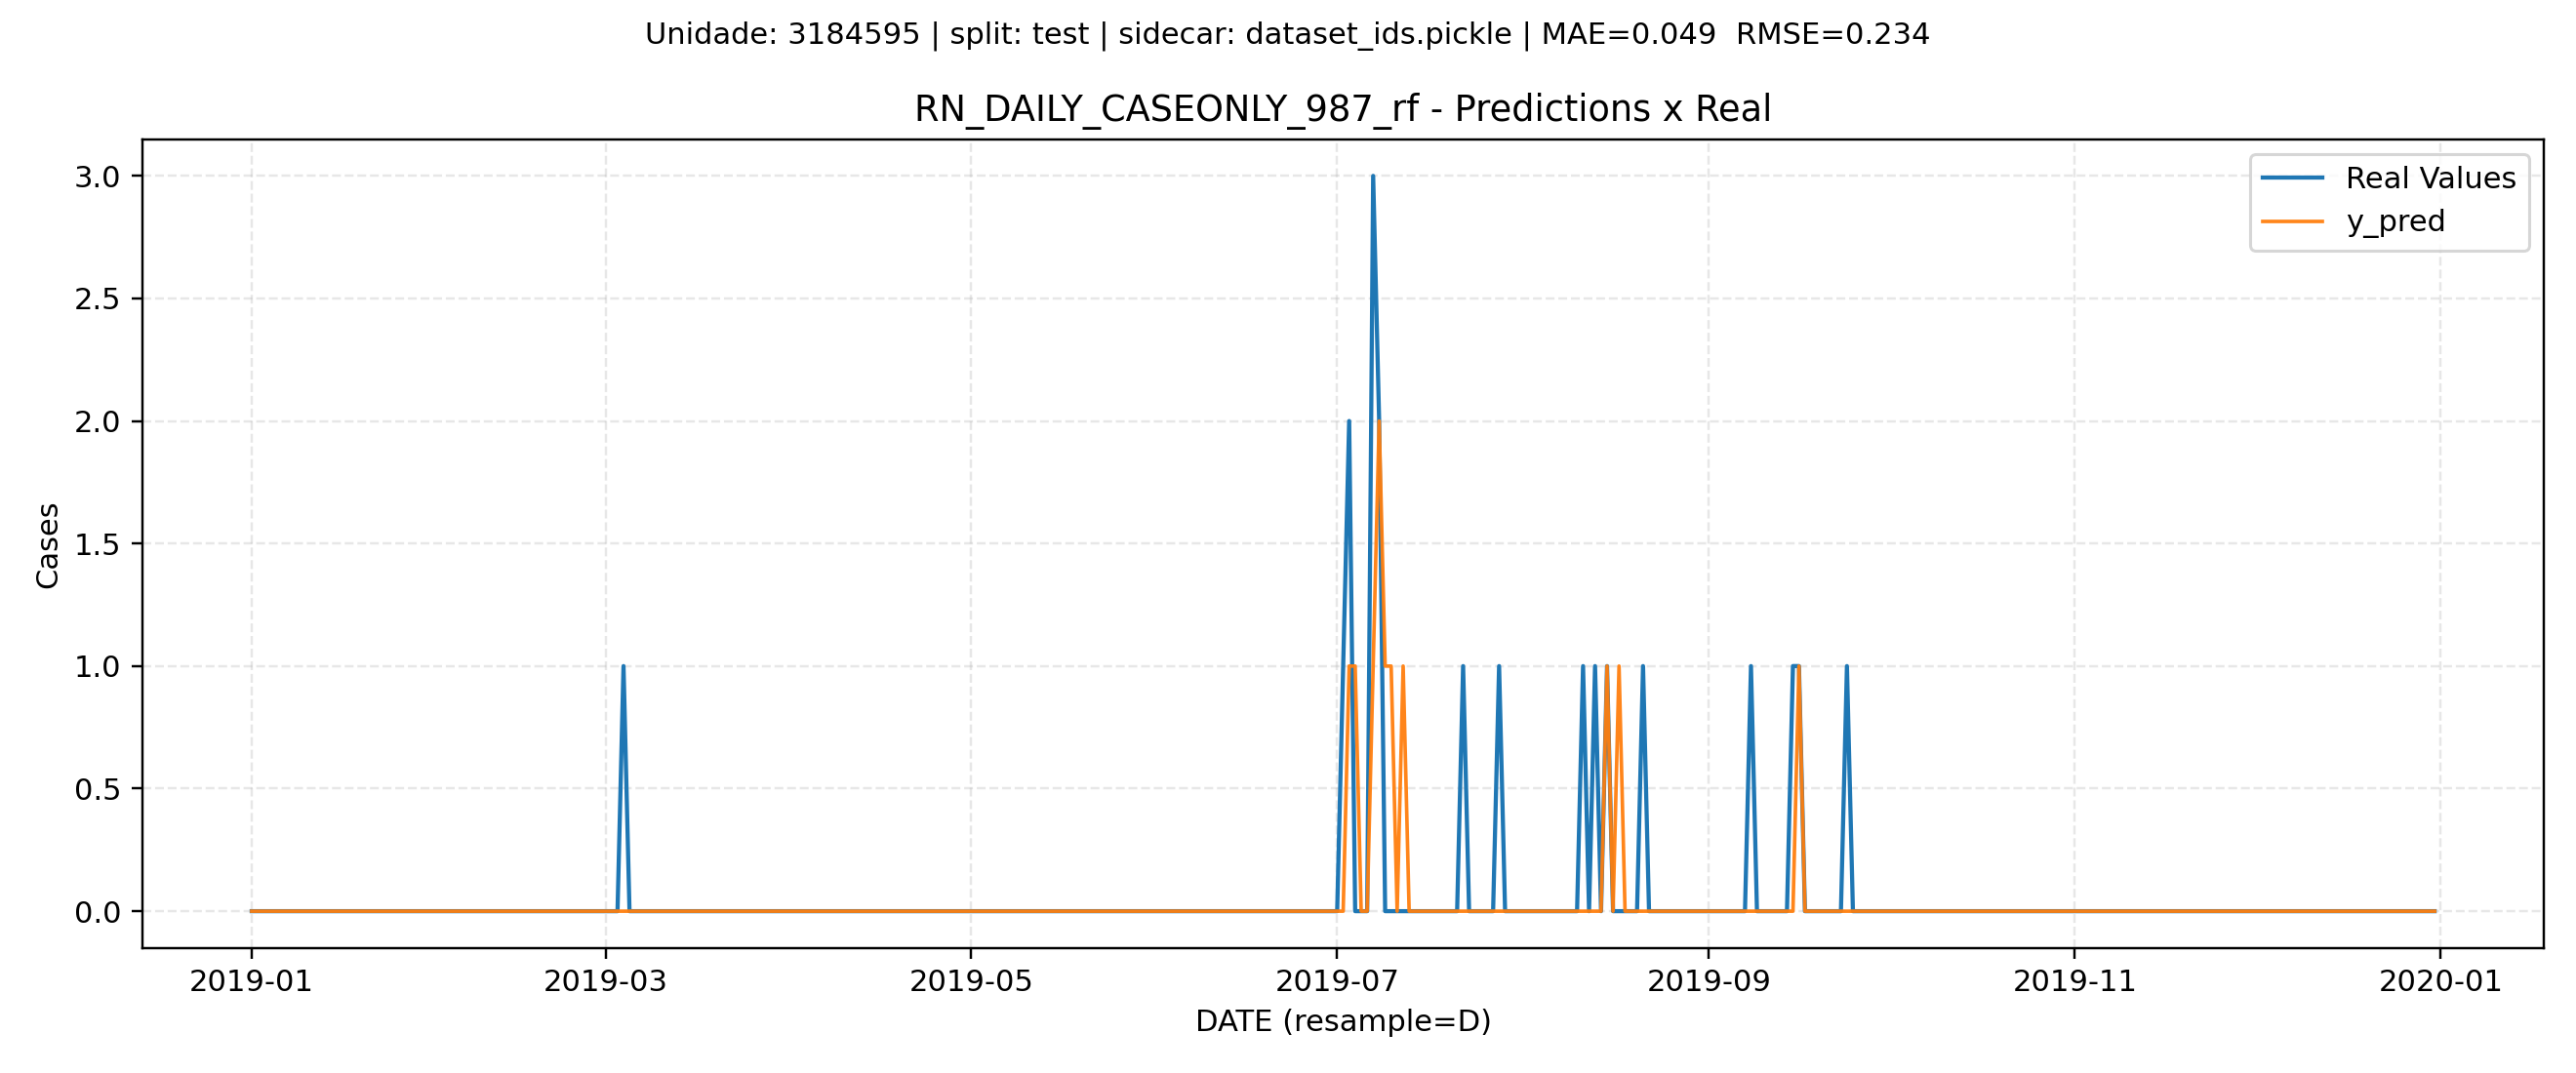 Unidade: 3184595 | split: test | sidecar: dataset_ids.pickle | MAE=0.049  RMSE=0.234
RN_DAILY_CASEONLY_987_rf - Predictions x Real
Real Values
y_pred
3.0
2.5
2.0
1.5
1.0
0.5
0.0
Cases
2019-01
2019-03
2019-05
2019-07
2019-09
2019-11
2020-01
DATE (resample=D)